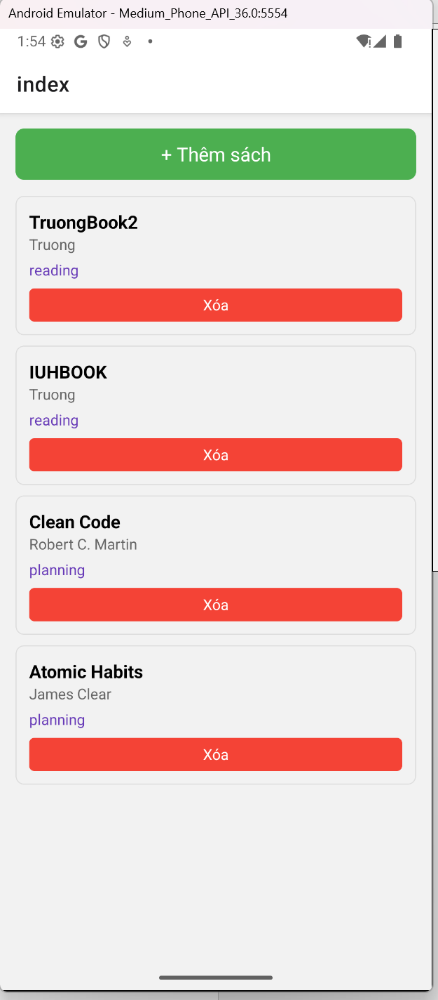 Android Emulator - Medium_Phone_API_36.0:5554
1:54
index
+ Thêm sách
TruongBook2
Truong
reading
Xóa
IUHBOOK
Truong
reading
Xóa
Clean Code
Robert C. Martin
planning
Xóa
Atomic Habits
James Clear
planning
Xóa